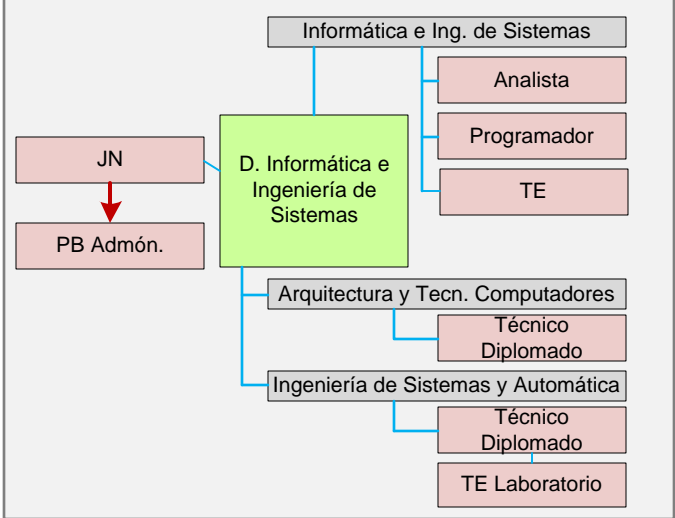 Informática e Ing. de Sistemas
Analista
Programador
TE
JN
PB Admón.
D. Informática e
Ingeniería de
Sistemas
Arquitectura y Tecn. Computadores
Técnico
Diplomado
Ingeniería de Sistemas y Automática
Técnico
Diplomado
TE Laboratorio